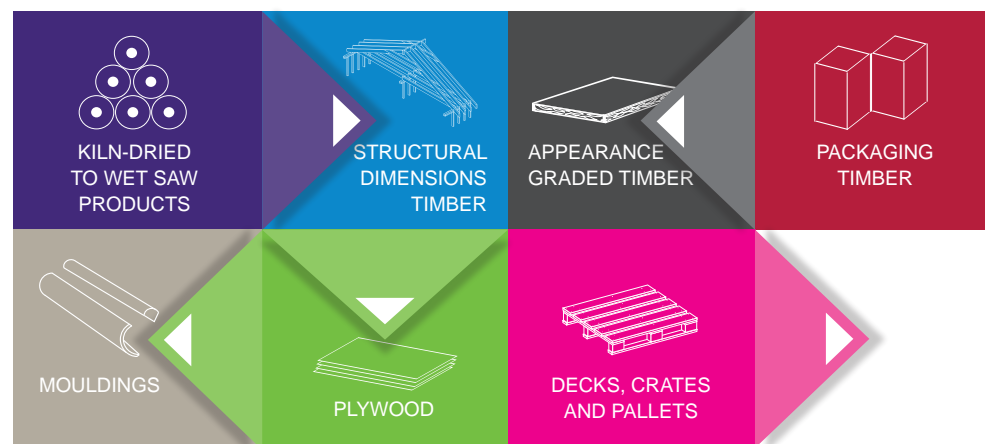 KILN-DRIED
TO WET SAW
PRODUCTS
STRUCTURAL
DIMENSIONS
TIMBER
APPEARANCE
GRADED TIMBER
PACKAGING
TIMBER
MOULDINGS
PLYWOOD
DECKS, CRATES
AND PALLETS